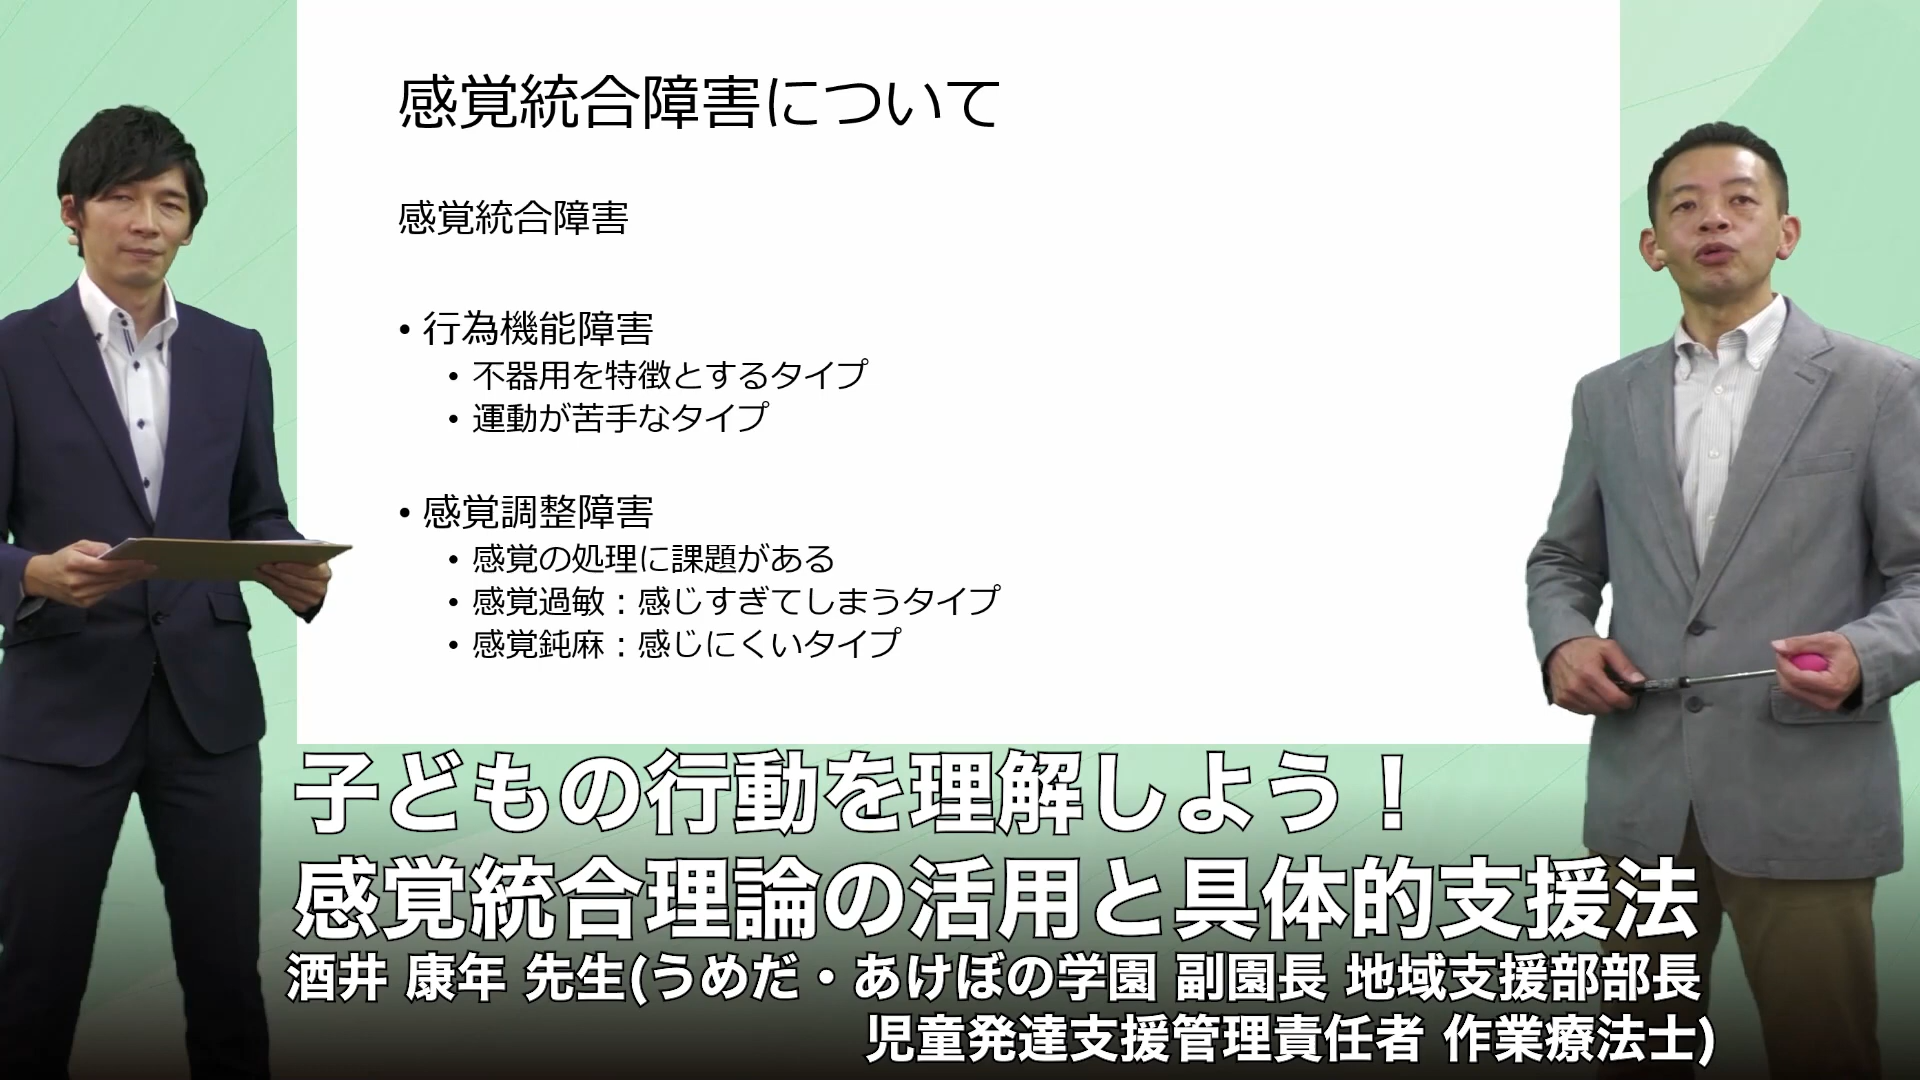 感覚統合障害について
感覚統合障害
• 行為機能障害
• 不器用を特徴とするタイプ
• 運動が苦手なタイプ
• 感覚調整障害
• 感覚の処理に課題がある
• 感覚過敏：感じすぎてしまうタイプ
• 感覚鈍麻：感じにくいタイプ
子どもの行動を理解しよう！
感覚統合理論の活用と具体的支援法
酒井 康年 先生(うめだ・あけぼの学園 副園長 地域支援部部長
児童発達支援管理責任者 作業療法士)